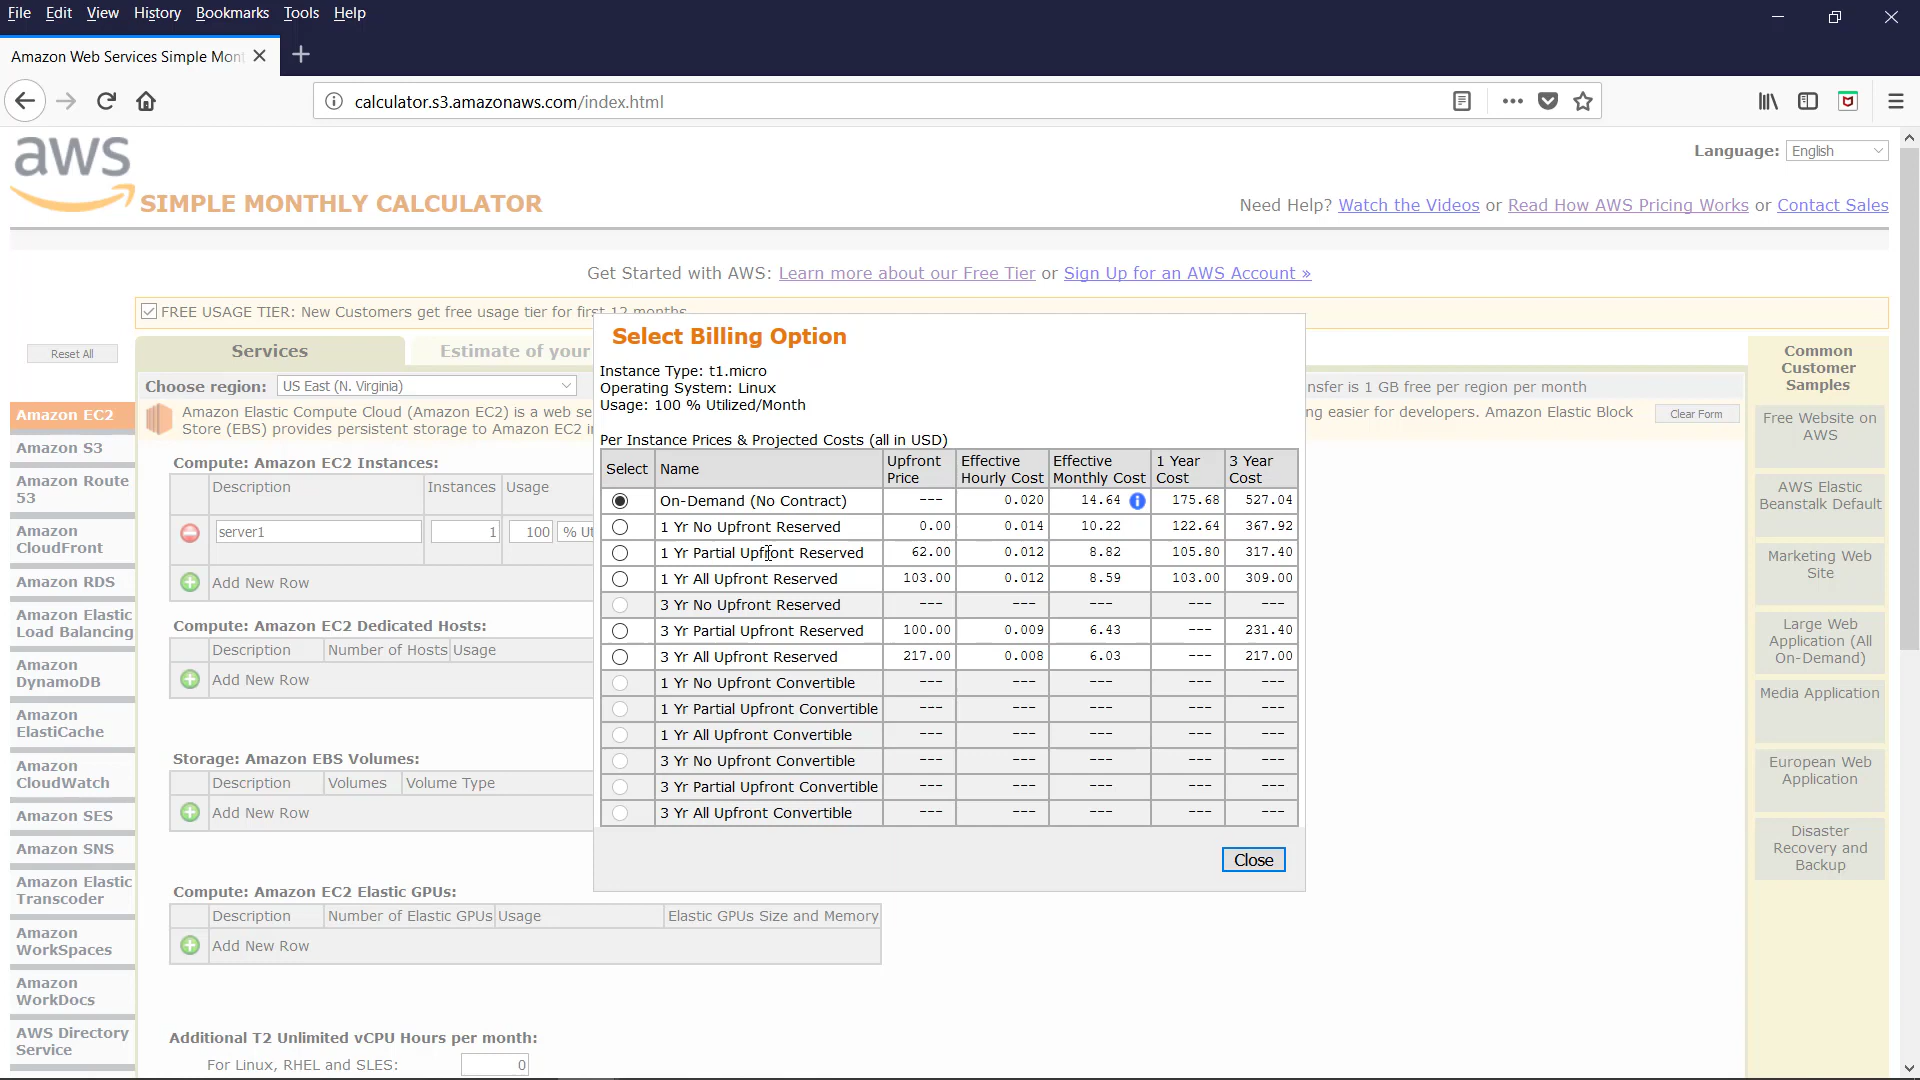 File Edit View History Bookmarks Tools Help
Amazon Web Services Simple Mon
calculator.s3.amazonaws.com/index.html
aws
SIMPLE MONTHLY CALCULATOR
Language: English
Need Help? Watch the Videos or Read How AWS Pricing Works or Contact Sales
Get Started with AWS: Learn more about our Free Tier or Sign Up for an AWS Account »
FREE USAGE TIER: New Customers get free usage tier for first 12 months
Reset All
Services
Estimate of your
Choose region: US East (N. Virginia)
nsfer is 1 GB free per region per month
Amazon Elastic Compute Cloud (Amazon EC2) is a web se
ng easier for developers. Amazon Elastic Block
Store (EBS) provides persistent storage to Amazon EC2 i
Clear Form
Amazon EC2
Amazon S3
Amazon Route
53
Amazon
CloudFront
Amazon RDS
Amazon Elastic
Load Balancing
Amazon
DynamoDB
Amazon
ElastiCache
Amazon
CloudWatch
Amazon SES
Amazon SNS
Amazon Elastic
Transcoder
Amazon
WorkSpaces
Amazon
WorkDocs
AWS Directory
Service
Compute: Amazon EC2 Instances:
Description Instances Usage
server1 1 100 % Ut
Add New Row
Compute: Amazon EC2 Dedicated Hosts:
Description Number of Hosts Usage
Add New Row
Storage: Amazon EBS Volumes:
Description Volumes Volume Type
Add New Row
Compute: Amazon EC2 Elastic GPUs:
Description Number of Elastic GPUs Usage Elastic GPUs Size and Memory
Add New Row
Additional T2 Unlimited vCPU Hours per month:
For Linux, RHEL and SLES: 0
Select Billing Option
Instance Type: t1.micro
Operating System: Linux
Usage: 100 % Utilized/Month
Per Instance Prices & Projected Costs (all in USD)
Select Name Upfront Price Effective Hourly Cost Effective Monthly Cost 1 Year Cost 3 Year Cost
On-Demand (No Contract) --- 0.020 14.64 175.68 527.04
1 Yr No Upfront Reserved 0.00 0.014 10.22 122.64 367.92
1 Yr Partial Upfront Reserved 62.00 0.012 8.82 105.80 317.40
1 Yr All Upfront Reserved 103.00 0.012 8.59 103.00 309.00
3 Yr No Upfront Reserved --- --- --- --- ---
3 Yr Partial Upfront Reserved 100.00 0.009 6.43 --- 231.40
3 Yr All Upfront Reserved 217.00 0.008 6.03 --- 217.00
1 Yr No Upfront Convertible --- --- --- --- ---
1 Yr Partial Upfront Convertible --- --- --- --- ---
1 Yr All Upfront Convertible --- --- --- --- ---
3 Yr No Upfront Convertible --- --- --- --- ---
3 Yr Partial Upfront Convertible --- --- --- --- ---
3 Yr All Upfront Convertible --- --- --- --- ---
Close
Common
Customer
Samples
Free Website on
AWS
AWS Elastic
Beanstalk Default
Marketing Web
Site
Large Web
Application (All
On-Demand)
Media Application
European Web
Application
Disaster
Recovery and
Backup